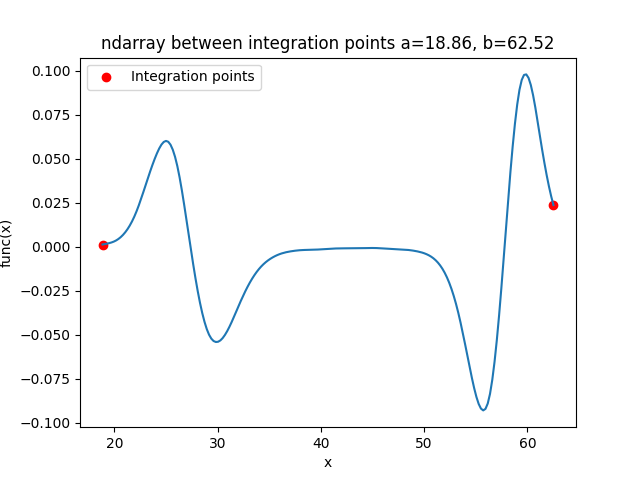 ndarray between integration points a=18.86, b=62.52
Integration points
0.100
0.075
0.050
0.025
0.000
−0.025
−0.050
−0.075
−0.100
func(x)
20 30 40 50 60
x